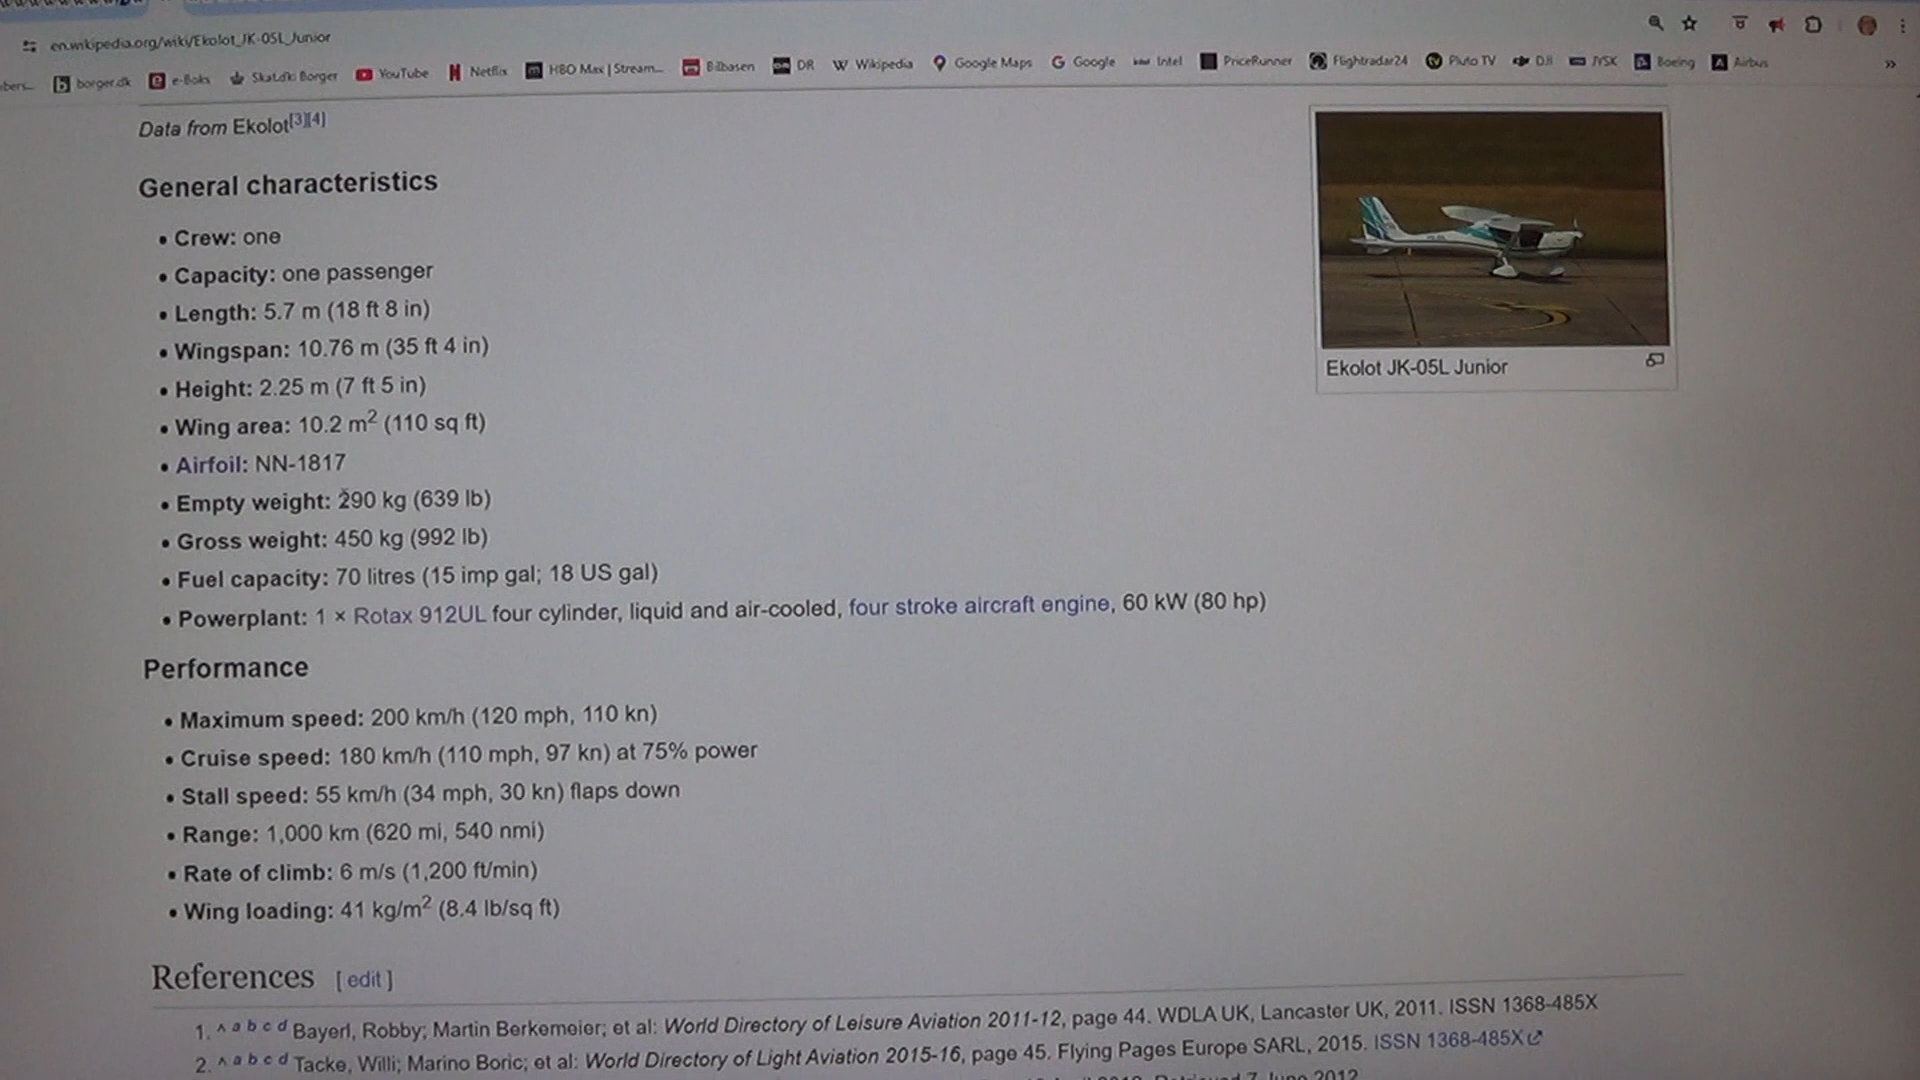 en.wikipedia.org/wiki/Ekolot_JK-05L_Junior
borger.dk e-Boks Skat.dk: Borger YouTube Netflix HBO Max | Stream... Bilbasen DR Wikipedia Google Maps Google Intel PriceRunner Flightradar24 Pluto TV DJI JYSK Boeing Airbus »
Data from Ekolot[3][4]
General characteristics
• Crew: one
• Capacity: one passenger
• Length: 5.7 m (18 ft 8 in)
• Wingspan: 10.76 m (35 ft 4 in)
• Height: 2.25 m (7 ft 5 in)
• Wing area: 10.2 m² (110 sq ft)
• Airfoil: NN-1817
• Empty weight: 290 kg (639 lb)
• Gross weight: 450 kg (992 lb)
• Fuel capacity: 70 litres (15 imp gal; 18 US gal)
• Powerplant: 1 × Rotax 912UL four cylinder, liquid and air-cooled, four stroke aircraft engine, 60 kW (80 hp)
Ekolot JK-05L Junior
Performance
• Maximum speed: 200 km/h (120 mph, 110 kn)
• Cruise speed: 180 km/h (110 mph, 97 kn) at 75% power
• Stall speed: 55 km/h (34 mph, 30 kn) flaps down
• Range: 1,000 km (620 mi, 540 nmi)
• Rate of climb: 6 m/s (1,200 ft/min)
• Wing loading: 41 kg/m² (8.4 lb/sq ft)
References [ edit ]
1. ^ a b c d Bayerl, Robby; Martin Berkemeier; et al: World Directory of Leisure Aviation 2011-12, page 44. WDLA UK, Lancaster UK, 2011. ISSN 1368-485X
2. ^ a b c d Tacke, Willi; Marino Boric; et al: World Directory of Light Aviation 2015-16, page 45. Flying Pages Europe SARL, 2015. ISSN 1368-485X
7 June 2012